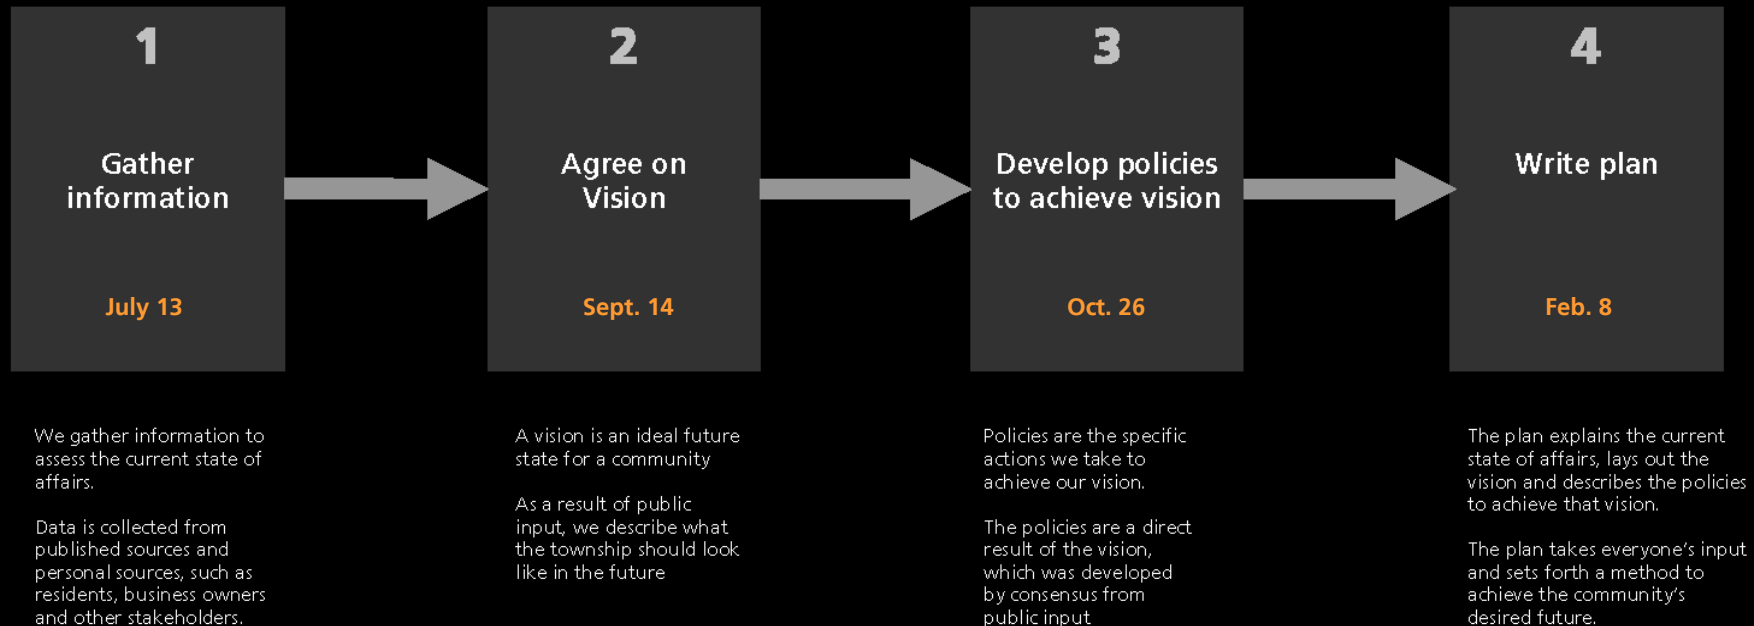 1
Gather
information
July 13
We gather information to
assess the current state of
affairs.
Data is collected from
published sources and
personal sources, such as
residents, business owners
and other stakeholders.
2
Agree on
Vision
Sept. 14
A vision is an ideal future
state for a community
As a result of public
input, we describe what
the township should look
like in the future
3
Develop policies
to achieve vision
Oct. 26
Policies are the specific
actions we take to
achieve our vision.
The policies are a direct
result of the vision,
which was developed
by consensus from
public input
4
Write plan
Feb. 8
The plan explains the current
state of affairs, lays out the
vision and describes the policies
to achieve that vision.
The plan takes everyone's input
and sets forth a method to
achieve the community's
desired future.